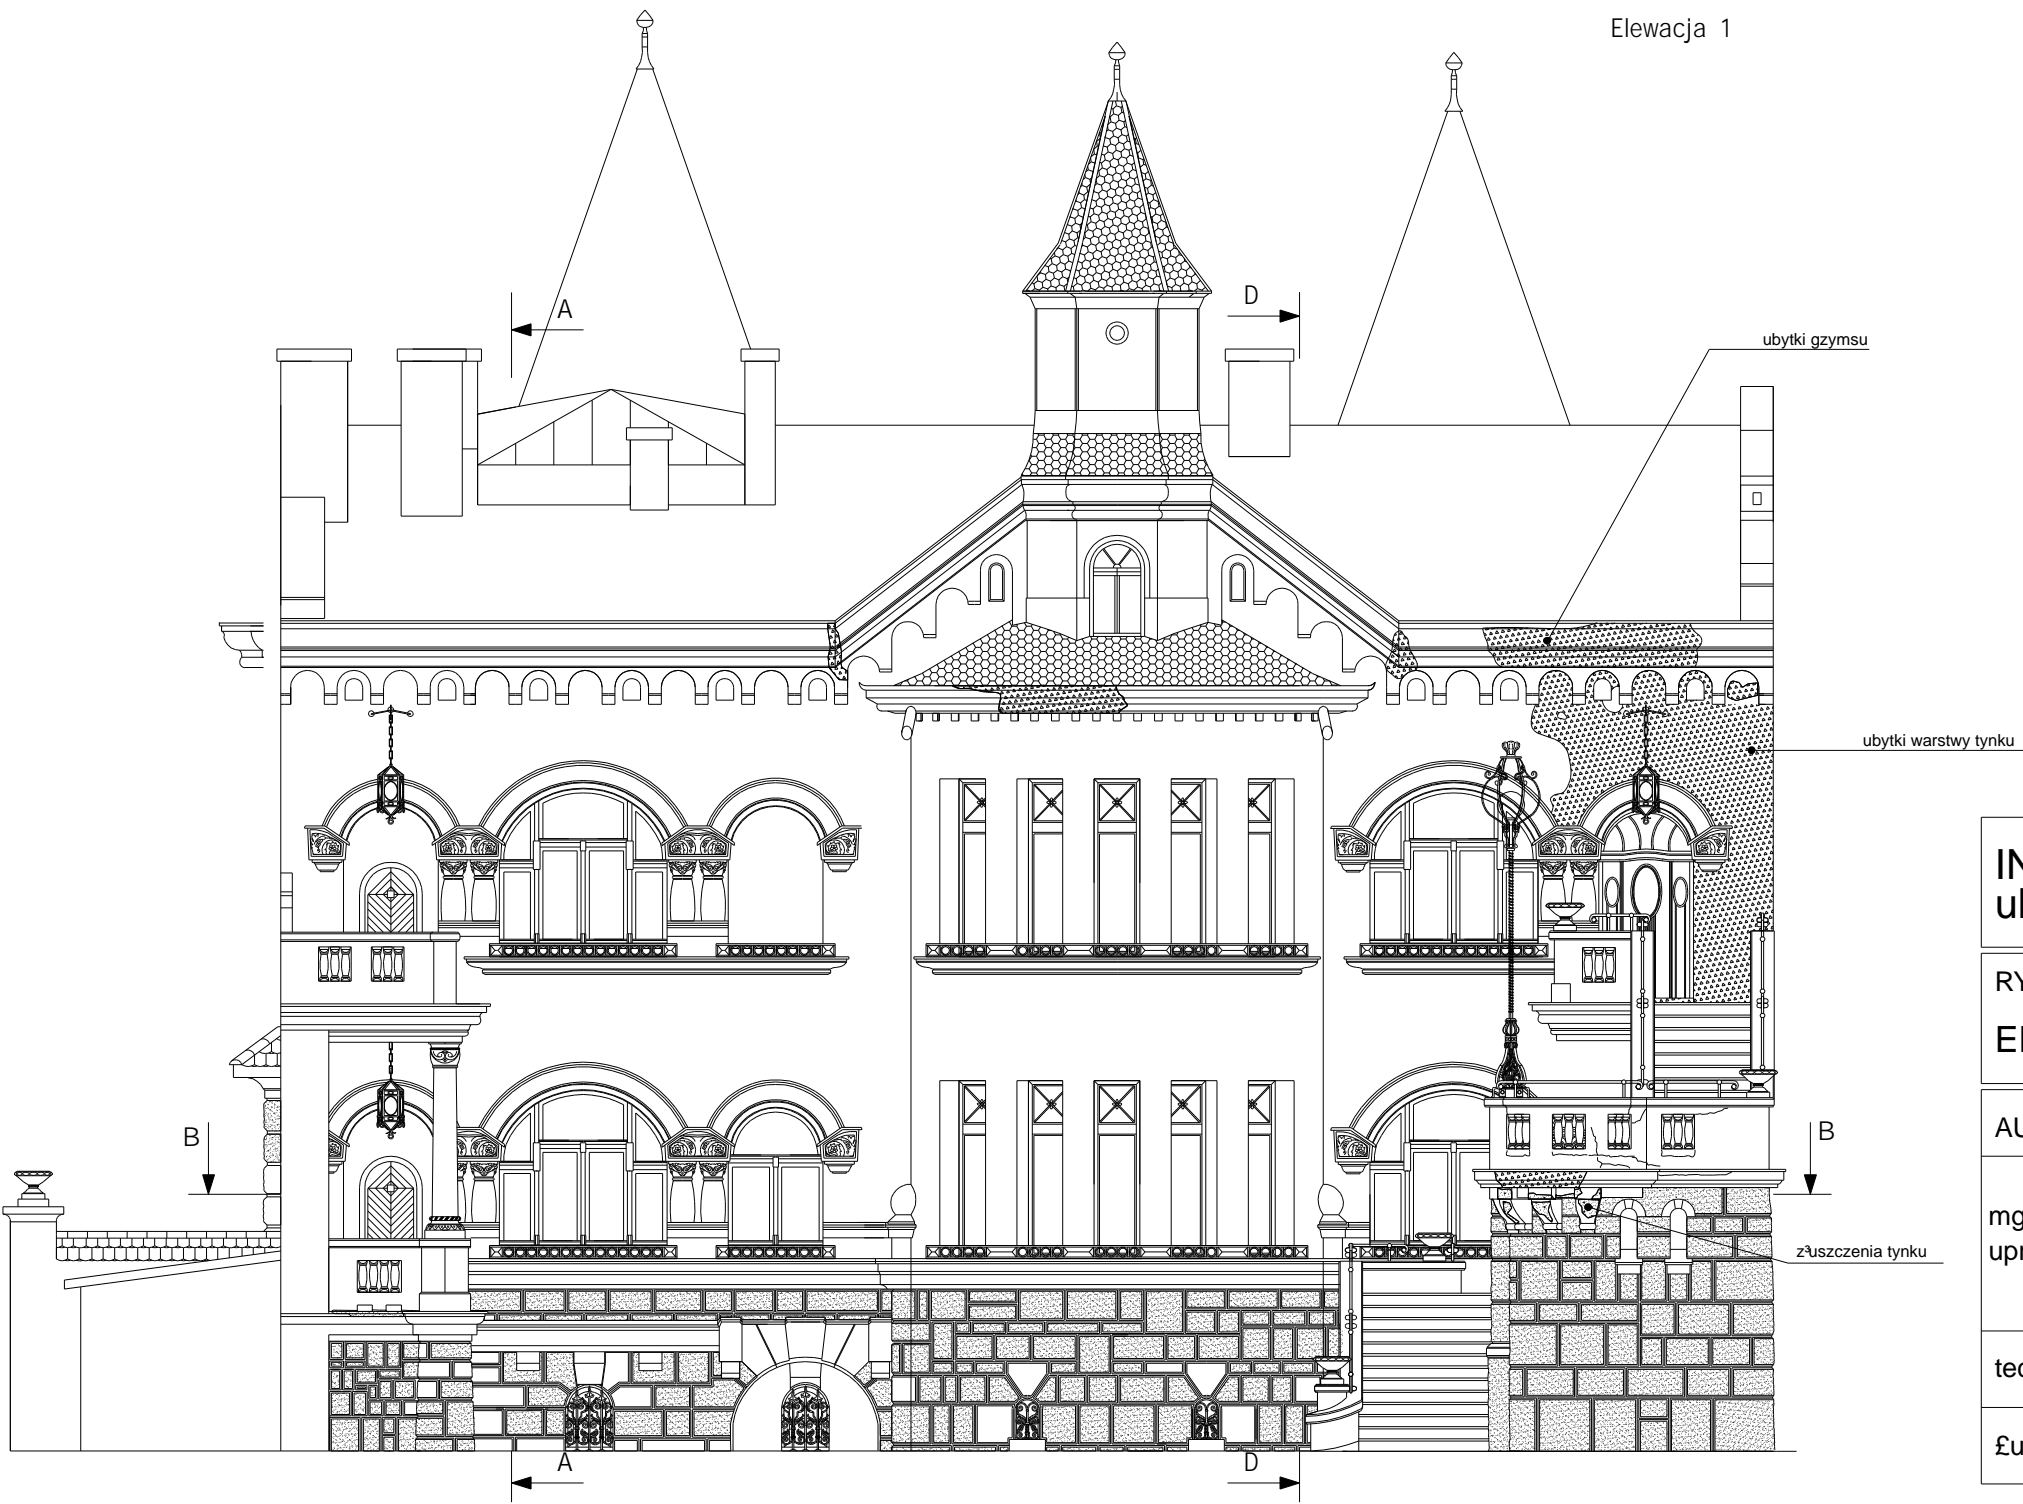 Elewacja 1
A
D
ubytki gzymsu
ubytki warstwy tynku
IN
ul
RY
El
AU
B
B
mg
upr
z³uszczenia tynku
tec
£u
A
D